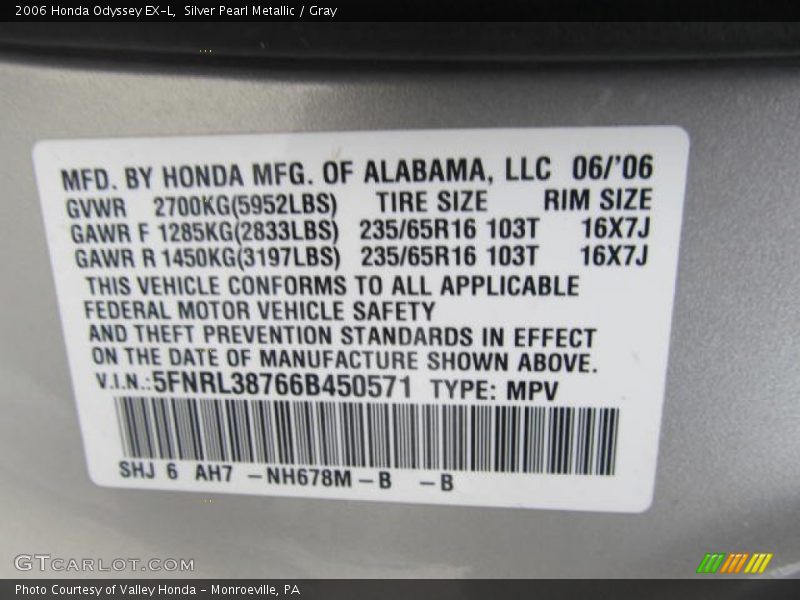 2006 Honda Odyssey EX-L, Silver Pearl Metallic / Gray
MFD. BY HONDA MFG. OF ALABAMA, LLC 06/'06
GVWR 2700KG(5952LBS) TIRE SIZE RIM SIZE
GAWR F 1285KG(2833LBS) 235/65R16 103T 16X7J
GAWR R 1450KG(3197LBS) 235/65R16 103T 16X7J
THIS VEHICLE CONFORMS TO ALL APPLICABLE
FEDERAL MOTOR VEHICLE SAFETY
AND THEFT PREVENTION STANDARDS IN EFFECT
ON THE DATE OF MANUFACTURE SHOWN ABOVE.
V.I.N.:5FNRL38766B450571 TYPE: MPV
SHJ 6 AH7 -NH678M-B -B
GTCARLOT.COM
Photo Courtesy of Valley Honda - Monroeville, PA